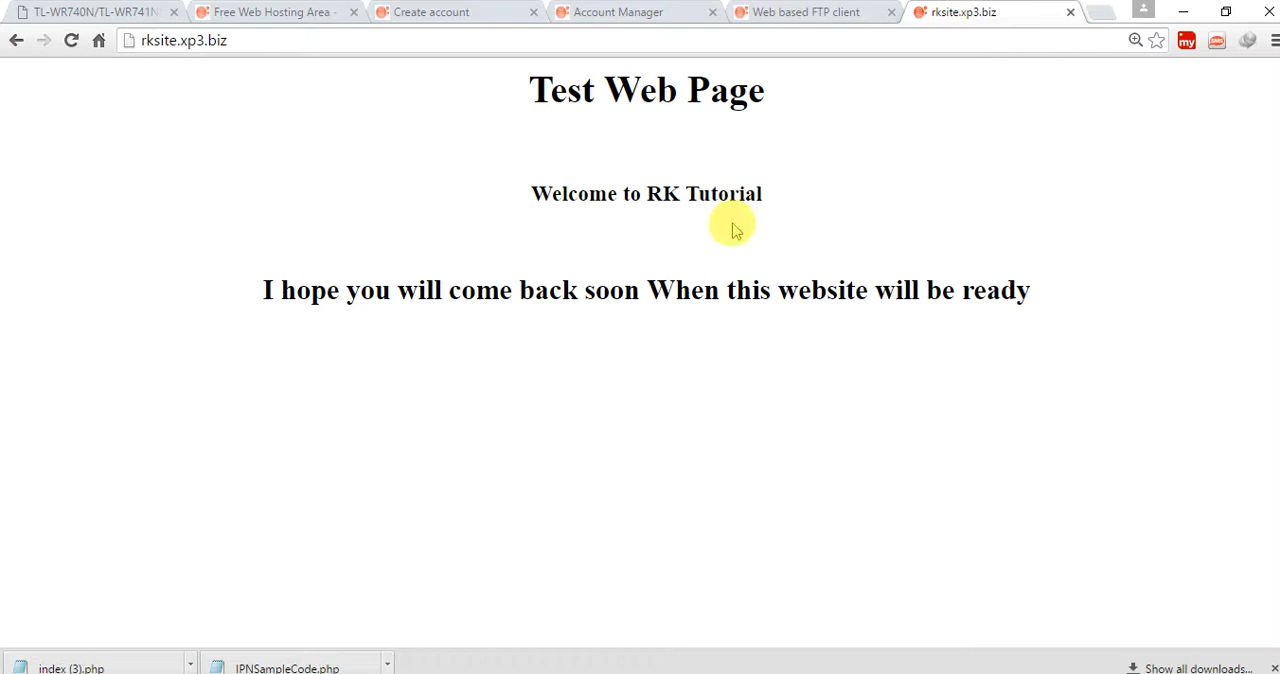 TL-WR740N/TL-WR741N
Free Web Hosting Area -
Create account
Account Manager
Web based FTP client
rksite.xp3.biz
rksite.xp3.biz
my
Test Web Page
Welcome to RK Tutorial
I hope you will come back soon When this website will be ready
index (3).php
IPNSampleCode.php
Show all downloads...